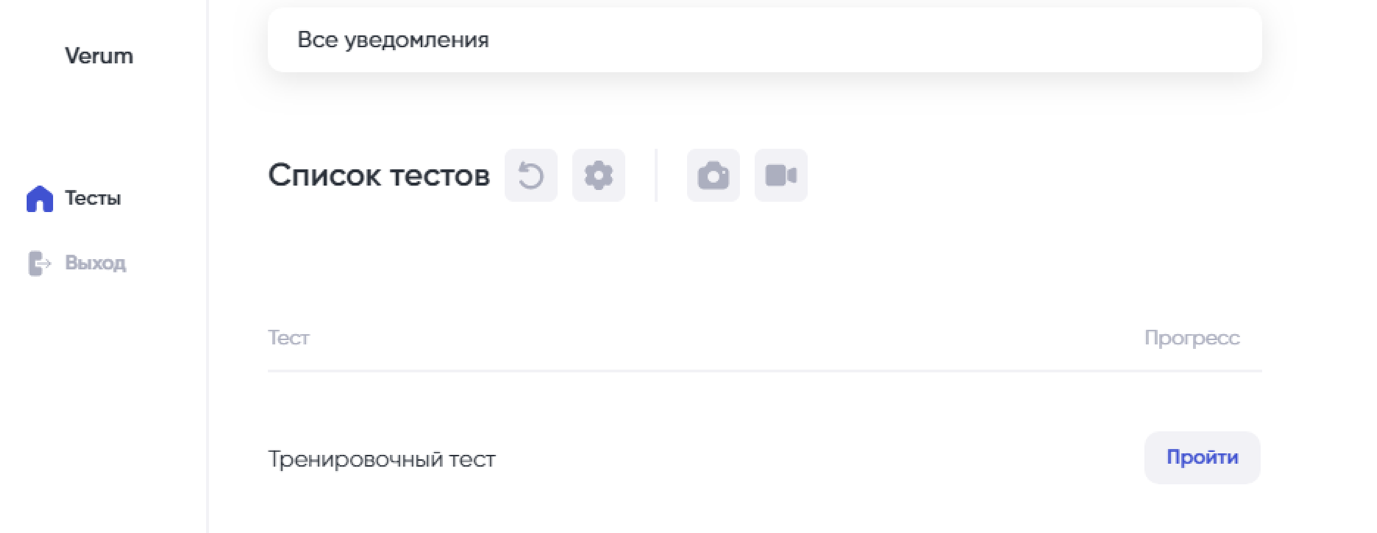 Verum
Все уведомления
Тесты
Выход
Список тестов
Тест
Прогресс
Тренировочный тест
Пройти